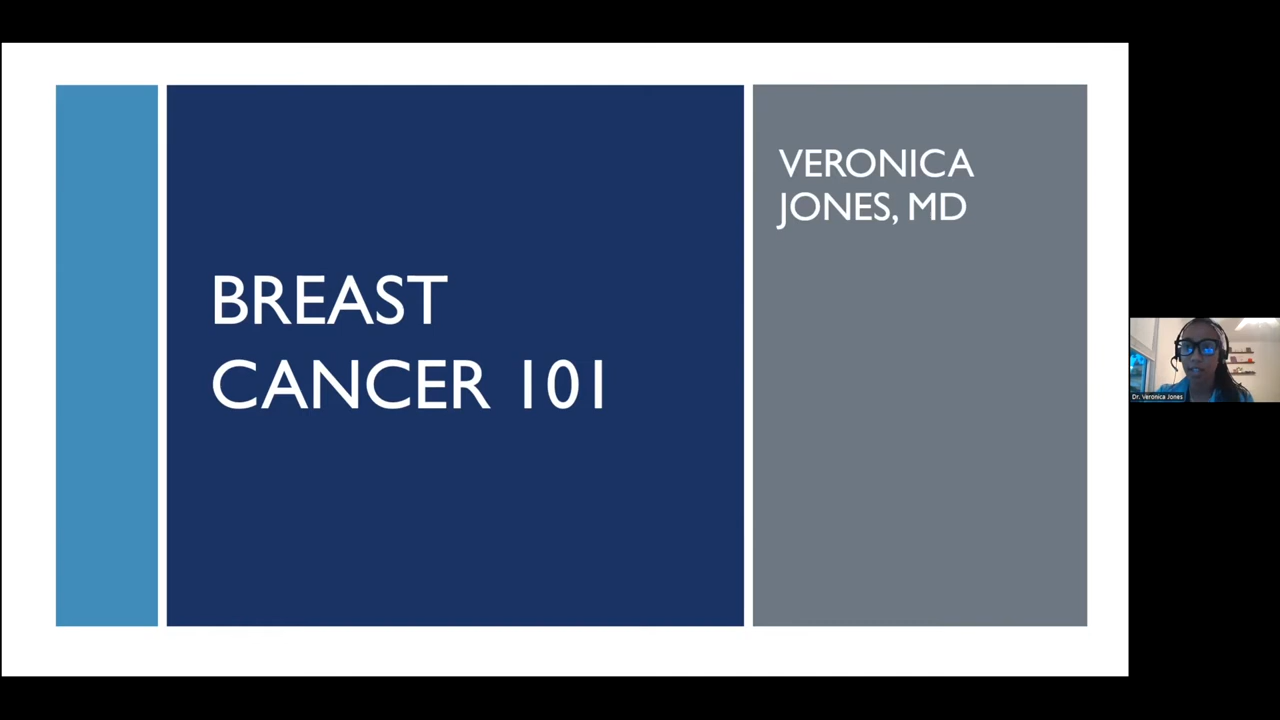 BREAST
CANCER 101
VERONICA
JONES, MD
Dr. Veronica Jones